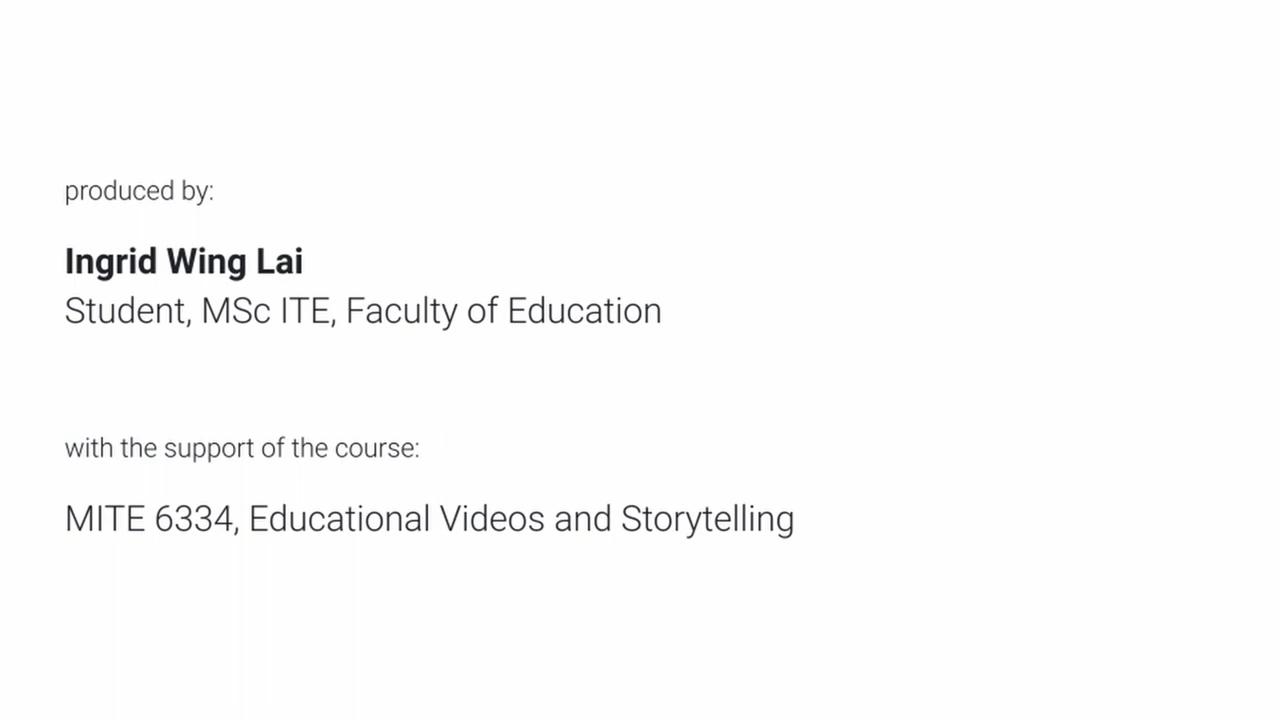 produced by:
Ingrid Wing Lai
Student, MSc ITE, Faculty of Education
with the support of the course:
MITE 6334, Educational Videos and Storytelling